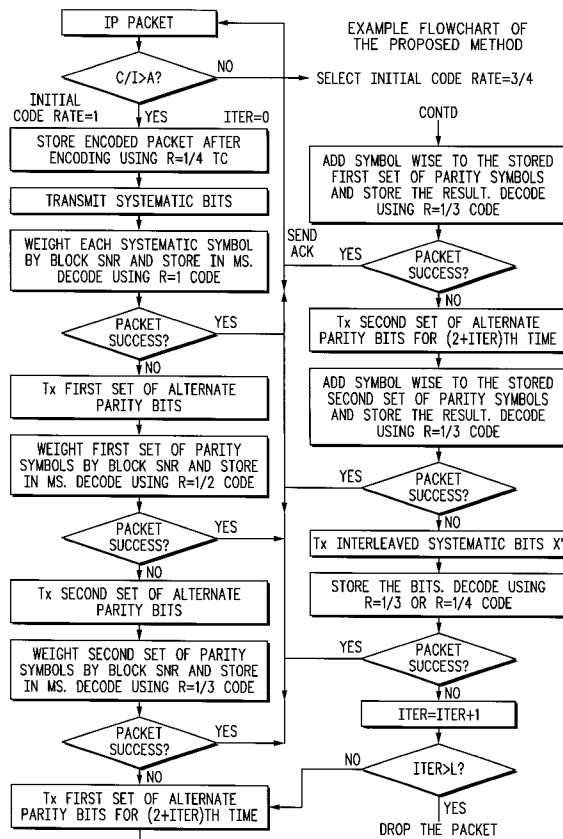 IP PACKET
EXAMPLE FLOWCHART OF
THE PROPOSED METHOD
C/I>A?
NO
SELECT INITIAL CODE RATE=3/4
INITIAL
CODE RATE=1
YES
ITER=0
STORE ENCODED PACKET AFTER
ENCODING USING R=1/4 TC
TRANSMIT SYSTEMATIC BITS
WEIGHT EACH SYSTEMATIC SYMBOL
BY BLOCK SNR AND STORE IN MS.
DECODE USING R=1 CODE
PACKET
SUCCESS?
YES
NO
Tx FIRST SET OF ALTERNATE
PARITY BITS
WEIGHT FIRST SET OF PARITY
SYMBOLS BY BLOCK SNR AND STORE
IN MS. DECODE USING R=1/2 CODE
PACKET
SUCCESS?
YES
NO
Tx SECOND SET OF ALTERNATE
PARITY BITS
WEIGHT SECOND SET OF PARITY
SYMBOLS BY BLOCK SNR AND STORE
IN MS. DECODE USING R=1/3 CODE
PACKET
SUCCESS?
YES
NO
Tx FIRST SET OF ALTERNATE
PARITY BITS FOR (2+ITER)TH TIME
CONTD
ADD SYMBOL WISE TO THE STORED
FIRST SET OF PARITY SYMBOLS
AND STORE THE RESULT. DECODE
USING R=1/3 CODE
SEND
ACK
YES
PACKET
SUCCESS?
NO
Tx SECOND SET OF ALTERNATE
PARITY BITS FOR (2+ITER)TH TIME
ADD SYMBOL WISE TO THE STORED
SECOND SET OF PARITY SYMBOLS
AND STORE THE RESULT. DECODE
USING R=1/3 CODE
YES
PACKET
SUCCESS?
NO
Tx INTERLEAVED SYSTEMATIC BITS X'
STORE THE BITS. DECODE USING
R=1/3 OR R=1/4 CODE
YES
PACKET
SUCCESS?
NO
ITER=ITER+1
NO
ITER>L?
YES
DROP THE PACKET